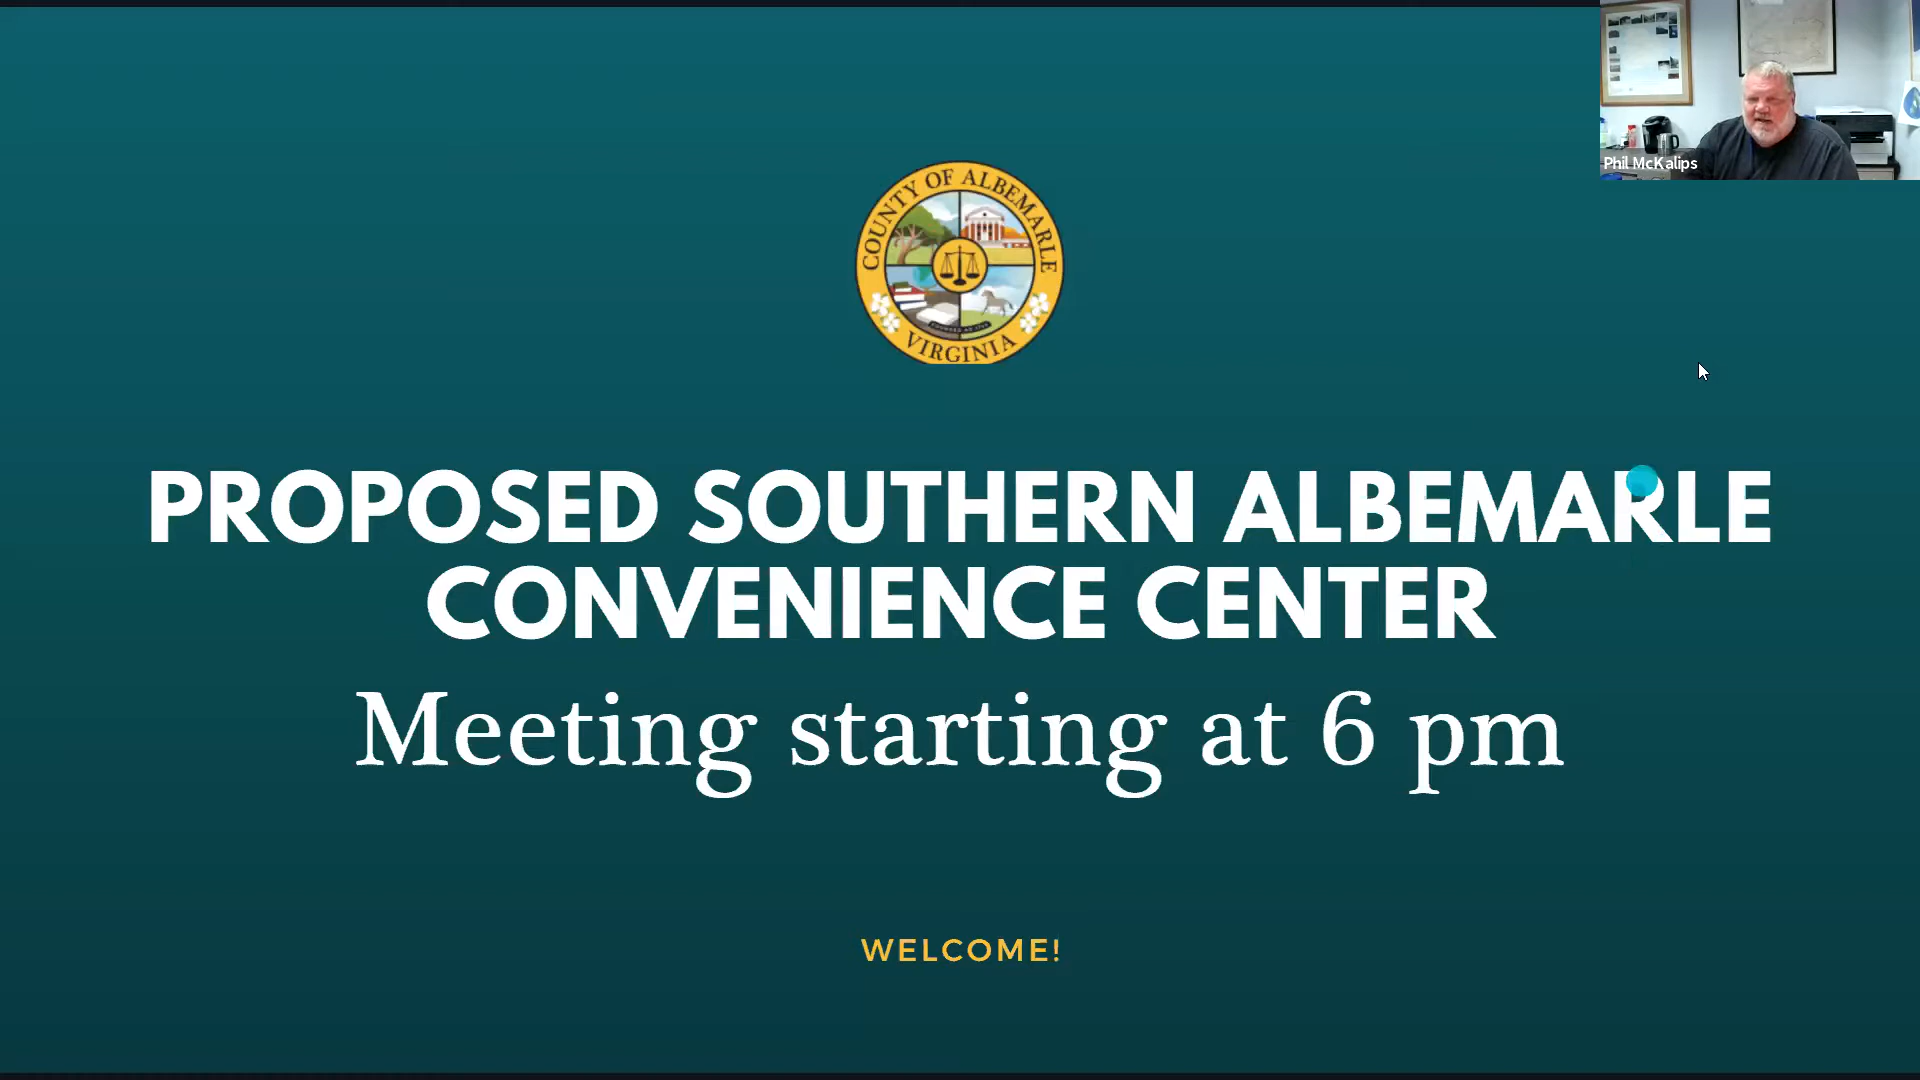 COUNTY OF ALBEMARLE
VIRGINIA
Phil McKalips
PROPOSED SOUTHERN ALBEMARLE
CONVENIENCE CENTER
Meeting starting at 6 pm
WELCOME!